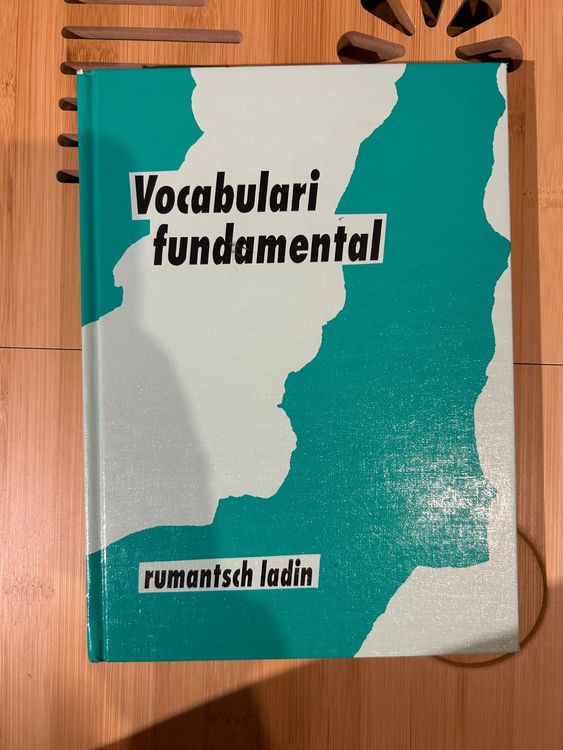 Vocabulari
fundamental
rumantsch ladin